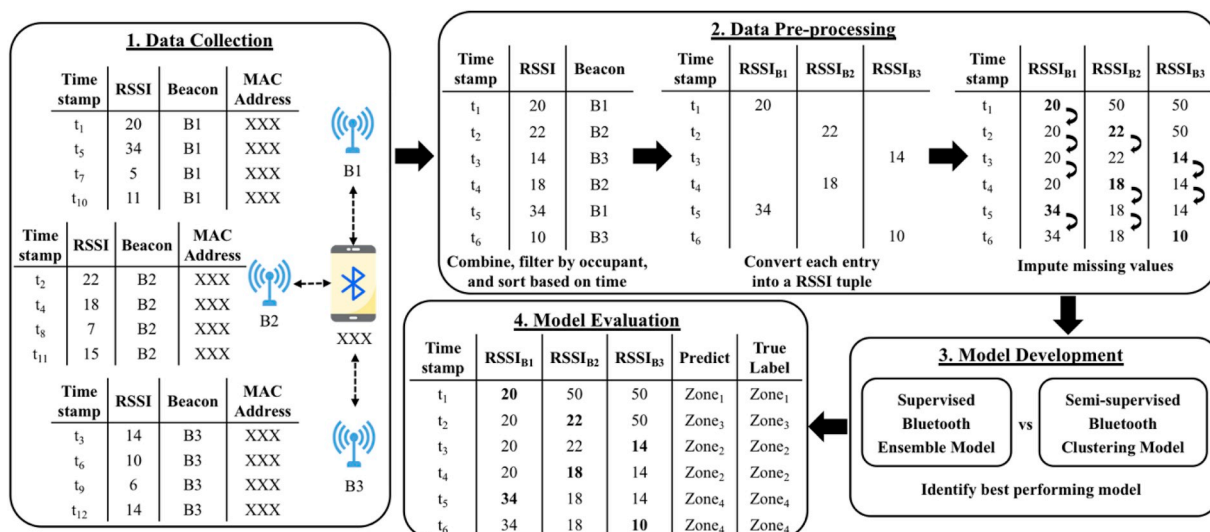 1. Data Collection
Time stamp RSSI Beacon MAC Address
t1 20 B1 XXX
t5 34 B1 XXX
t7 5 B1 XXX
t10 11 B1 XXX
B1
Time stamp RSSI Beacon MAC Address
t2 22 B2 XXX
t4 18 B2 XXX
t8 7 B2 XXX
t11 15 B2 XXX
B2
XXX
Time stamp RSSI Beacon MAC Address
t3 14 B3 XXX
t6 10 B3 XXX
t9 6 B3 XXX
t12 14 B3 XXX
B3
2. Data Pre-processing
Time stamp RSSI Beacon
t1 20 B1
t2 22 B2
t3 14 B3
t4 18 B2
t5 34 B1
t6 10 B3
Combine, filter by occupant,
and sort based on time
Time stamp RSSIB1 RSSIB2 RSSIB3
t1 20
t2 22
t3 14
t4 18
t5 34
t6 10
Convert each entry
into a RSSI tuple
Time stamp RSSIB1 RSSIB2 RSSIB3
t1 20 50 50
t2 20 22 50
t3 20 22 14
t4 20 18 14
t5 34 18 14
t6 34 18 10
Impute missing values
3. Model Development
Supervised
Bluetooth
Ensemble Model
vs
Semi-supervised
Bluetooth
Clustering Model
Identify best performing model
4. Model Evaluation
Time stamp RSSIB1 RSSIB2 RSSIB3 Predict True Label
t1 20 50 50 Zone1 Zone1
t2 20 22 50 Zone3 Zone3
t3 20 22 14 Zone2 Zone2
t4 20 18 14 Zone2 Zone2
t5 34 18 14 Zone4 Zone4
t6 34 18 10 Zone4 Zone4